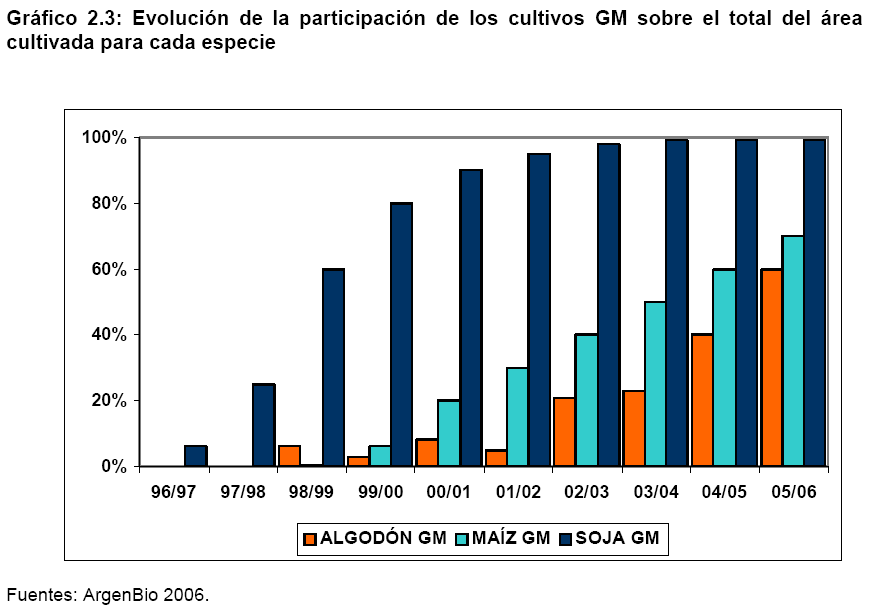 Gráfico 2.3: Evolución de la participación de los cultivos GM sobre el total del área
cultivada para cada especie
100%
80%
60%
40%
20%
0%
96/97 97/98 98/99 99/00 00/01 01/02 02/03 03/04 04/05 05/06
ALGODÓN GM MAÍZ GM SOJA GM
Fuentes: ArgenBio 2006.